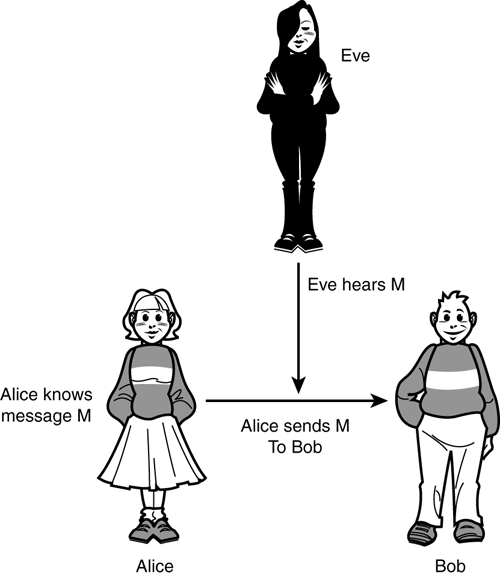 Eve
Eve hears M
Alice knows
message M
Alice sends M
To Bob
Alice
Bob